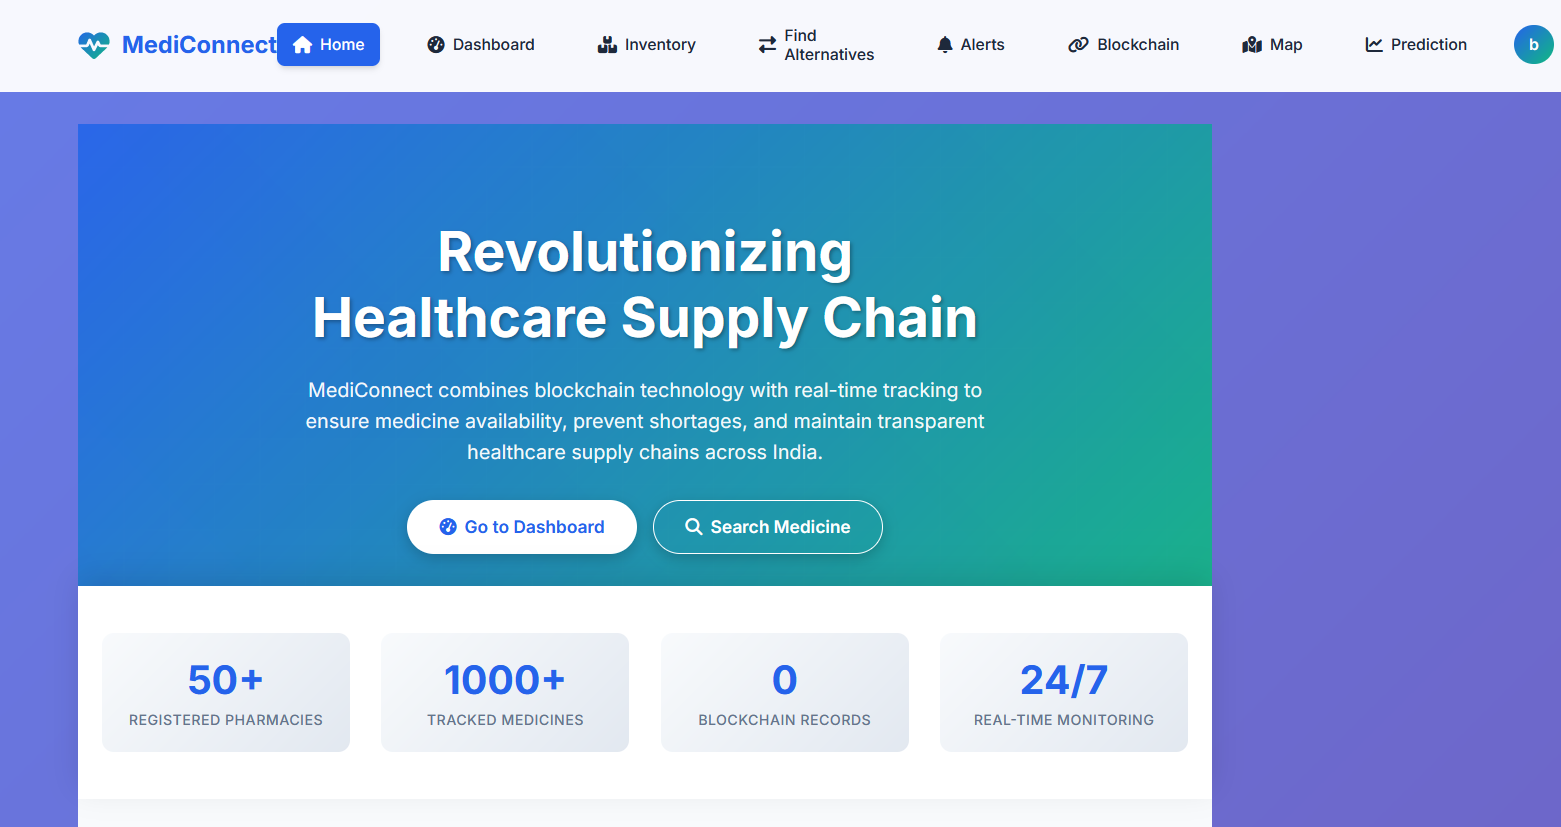 MediConnect
Home
Dashboard
Inventory
Find
Alternatives
Alerts
Blockchain
Map
Prediction
b
Revolutionizing
Healthcare Supply Chain
MediConnect combines blockchain technology with real-time tracking to
ensure medicine availability, prevent shortages, and maintain transparent
healthcare supply chains across India.
Go to Dashboard
Search Medicine
50+
REGISTERED PHARMACIES
1000+
TRACKED MEDICINES
0
BLOCKCHAIN RECORDS
24/7
REAL-TIME MONITORING